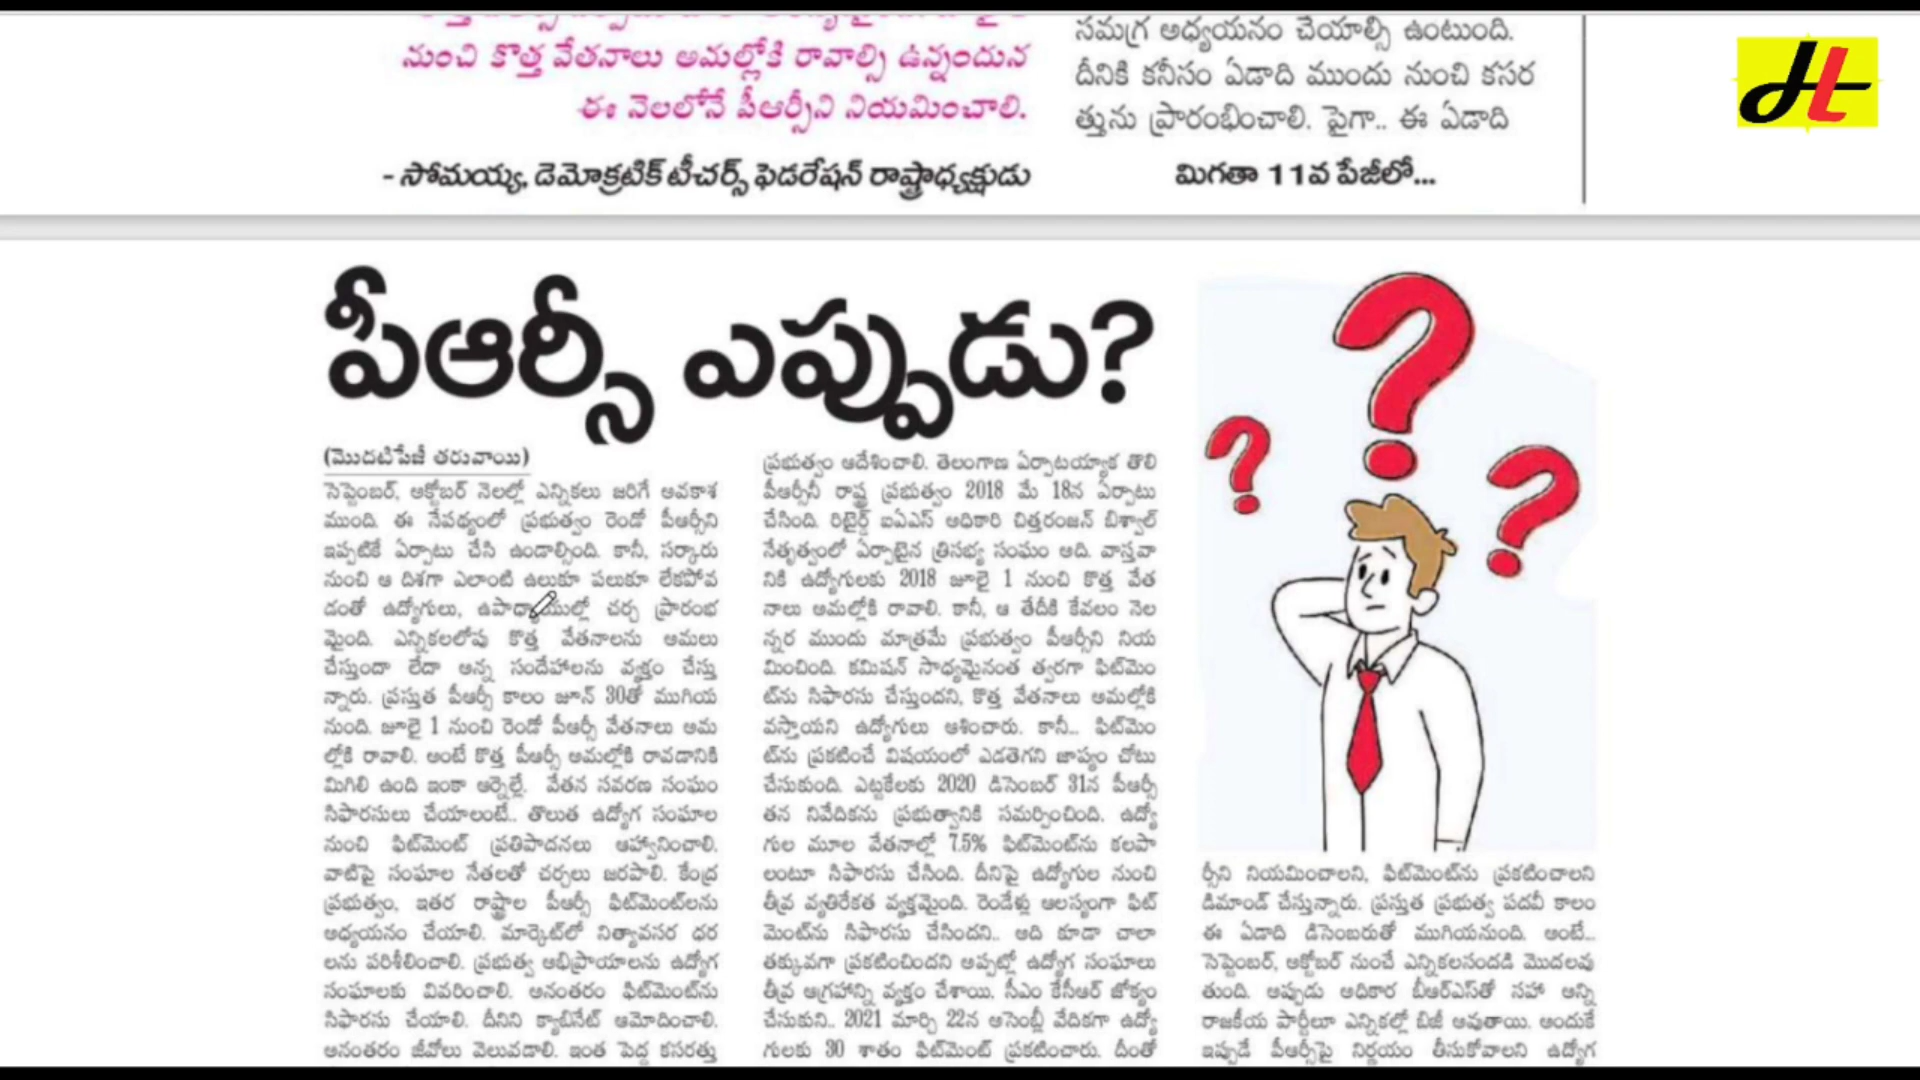 నుంచి కొత్త వేతనాలు అమల్లోకి రావాల్సి ఉన్నందున
ఈ నెలలోనే పీఆర్సీని నియమించాలి.
- సోమయ్య, డెమోక్రటిక్ టీచర్స్ ఫెడరేషన్ రాష్ట్రాధ్యక్షుడు
సమగ్ర అధ్యయనం చేయాల్సి ఉంటుంది.
దీనికి కనీసం ఏడాది ముందు నుంచి కసర
త్తును ప్రారంభించాలి. పైగా.. ఈ ఏడాది
మిగతా 11వ పేజీలో...
పీఆర్సీ ఎప్పుడు?
(మొదటిపేజీ తరువాయి)
సెప్టెంబర్, ఆక్టోబర్ నెలల్లో ఎన్నికలు జరిగే అవకాశ
ముంది. ఈ నేపథ్యంలో ప్రభుత్వం రెండో పీఆర్సీని
ఇప్పటికే ఏర్పాటు చేసి ఉండాల్సింది. కానీ, సర్కారు
నుంచి ఆ దిశగా ఎలాంటి ఉలుకూ పలుకూ లేకపోవ
డంతో ఉద్యోగులు, ఉపాధ్యాయుల్లో చర్చ ప్రారంభ
మైంది. ఎన్నికలలోపు కొత్త వేతనాలను అమలు
చేస్తుందా లేదా అన్న సందేహాలను వ్యక్తం చేస్తు
న్నారు. ప్రస్తుత పీఆర్సీ కాలం జూన్ 30తో ముగియ
నుంది. జూలై 1 నుంచి రెండో పీఆర్సీ వేతనాలు అమ
ల్లోకి రావాలి. అంటే కొత్త పీఆర్సీ అమల్లోకి రావడానికి
మిగిలి ఉంది ఇంకా ఆర్నెల్లే. వేతన సవరణ సంఘం
సిఫారసులు చేయాలంటే.. తొలుత ఉద్యోగ సంఘాల
నుంచి ఫిట్‌మెంట్ ప్రతిపాదనలు ఆహ్వానించాలి.
వాటిపై సంఘాల నేతలతో చర్చలు జరపాలి. కేంద్ర
ప్రభుత్వం, ఇతర రాష్ట్రాల పీఆర్సీ ఫిట్‌మెంట్‌లను
అధ్యయనం చేయాలి. మార్కెట్‌లో నిత్యావసర ధర
లను పరిశీలించాలి. ప్రభుత్వ అభిప్రాయాలను ఉద్యోగ
సంఘాలకు వివరించాలి. అనంతరం ఫిట్‌మెంట్‌ను
సిఫారసు చేయాలి. దీనిని క్యాబినేట్ ఆమోదించాలి.
అనంతరం జీవోలు వెలువడాలి. ఇంత పెద్ద కసరత్తు
ప్రభుత్వం ఆదేశించాలి. తెలంగాణ ఏర్పాటయ్యాక తొలి
పీఆర్సీనీ రాష్ట్ర ప్రభుత్వం 2018 మే 18న ఏర్పాటు
చేసింది. రిటైర్డ్ ఐఏఎస్ అధికారి చిత్తరంజన్ బిశ్వాల్
నేతృత్వంలో ఏర్పాటైన త్రిసభ్య సంఘం అది. వాస్తవా
నికి ఉద్యోగులకు 2018 జూలై 1 నుంచి కొత్త వేత
నాలు అమల్లోకి రావాలి. కానీ, ఆ తేదీకి కేవలం నెల
న్నర ముందు మాత్రమే ప్రభుత్వం పీఆర్సీని నియ
మించింది. కమిషన్ సాధ్యమైనంత త్వరగా ఫిట్‌మెం
ట్‌ను సిఫారసు చేస్తుందని, కొత్త వేతనాలు అమల్లోకి
వస్తాయని ఉద్యోగులు ఆశించారు. కానీ.. ఫిట్‌మెం
ట్‌ను ప్రకటించే విషయంలో ఎడతెగని జాప్యం చోటు
చేసుకుంది. ఎట్టకేలకు 2020 డిసెంబర్ 31న పీఆర్సీ
తన నివేదికను ప్రభుత్వానికి సమర్పించింది. ఉద్యో
గుల మూల వేతనాల్లో 7.5% ఫిట్‌మెంట్‌ను కలపా
లంటూ సిఫారసు చేసింది. దీనిపై ఉద్యోగుల నుంచి
తీవ్ర వ్యతిరేకత వ్యక్తమైంది. రెండేళ్లు ఆలస్యంగా ఫిట్
మెంట్‌ను సిఫారసు చేసిందని.. అది కూడా చాలా
తక్కువగా ప్రకటించిందని అప్పట్లో ఉద్యోగ సంఘాలు
తీవ్ర ఆగ్రహాన్ని వ్యక్తం చేశాయి. సీఎం కేసీఆర్ జోక్యం
చేసుకుని.. 2021 మార్చి 22న అసెంబ్లీ వేదికగా ఉద్యో
గులకు 30 శాతం ఫిట్‌మెంట్ ప్రకటించారు. దీంతో
ర్సీని నియమించాలని, ఫిట్‌మెంట్‌ను ప్రకటించాలని
డిమాండ్ చేస్తున్నారు. ప్రస్తుత ప్రభుత్వ పదవీ కాలం
ఈ ఏడాది డిసెంబరుతో ముగియనుంది. అంటే..
సెప్టెంబర్, ఆక్టోబర్ నుంచే ఎన్నికలసందడి మొదలవు
తుంది. అప్పుడు అధికార బీఆర్ఎస్‌తో సహా అన్ని
రాజకీయ పార్టీలూ ఎన్నికల్లో బిజీ అవుతాయి. అందుకే
ఇప్పుడే పీఆర్సీపై నిర్ణయం తీసుకోవాలని ఉద్యోగ